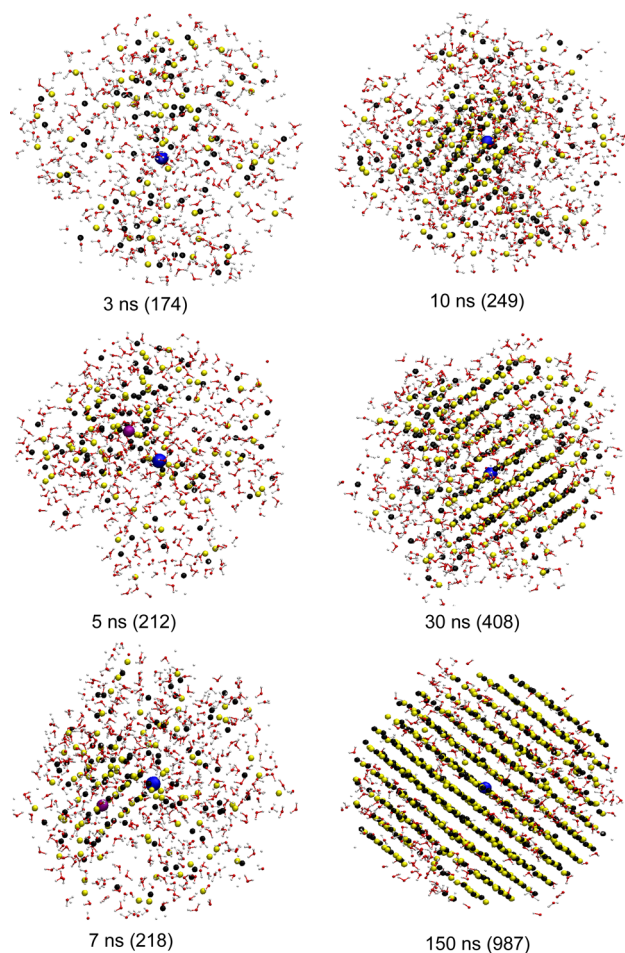 3 ns (174)
10 ns (249)
5 ns (212)
30 ns (408)
7 ns (218)
150 ns (987)